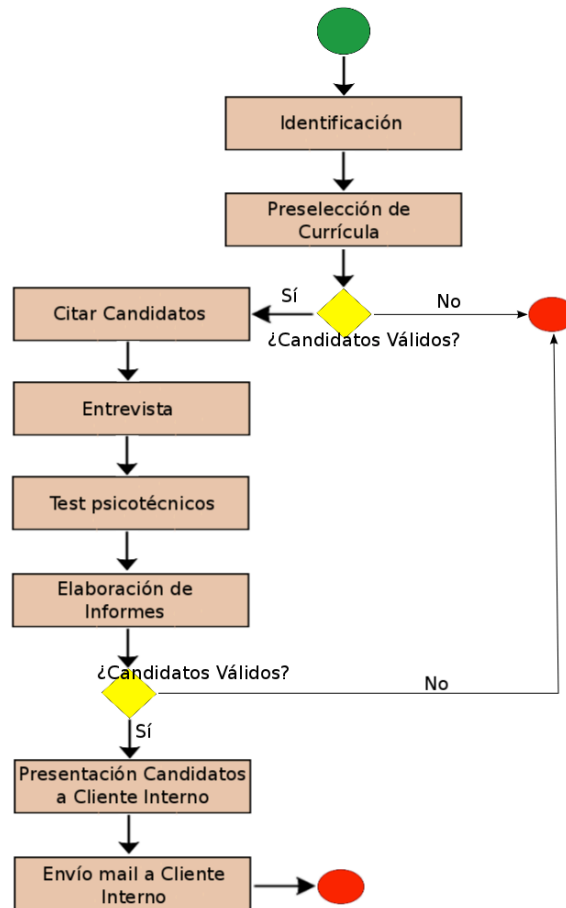 Identificación
Preselección de
Currícula
Sí
No
Citar Candidatos
¿Candidatos Válidos?
Entrevista
Test psicotécnicos
Elaboración de
Informes
¿Candidatos Válidos?
No
Sí
Presentación Candidatos
a Cliente Interno
Envío mail a Cliente
Interno